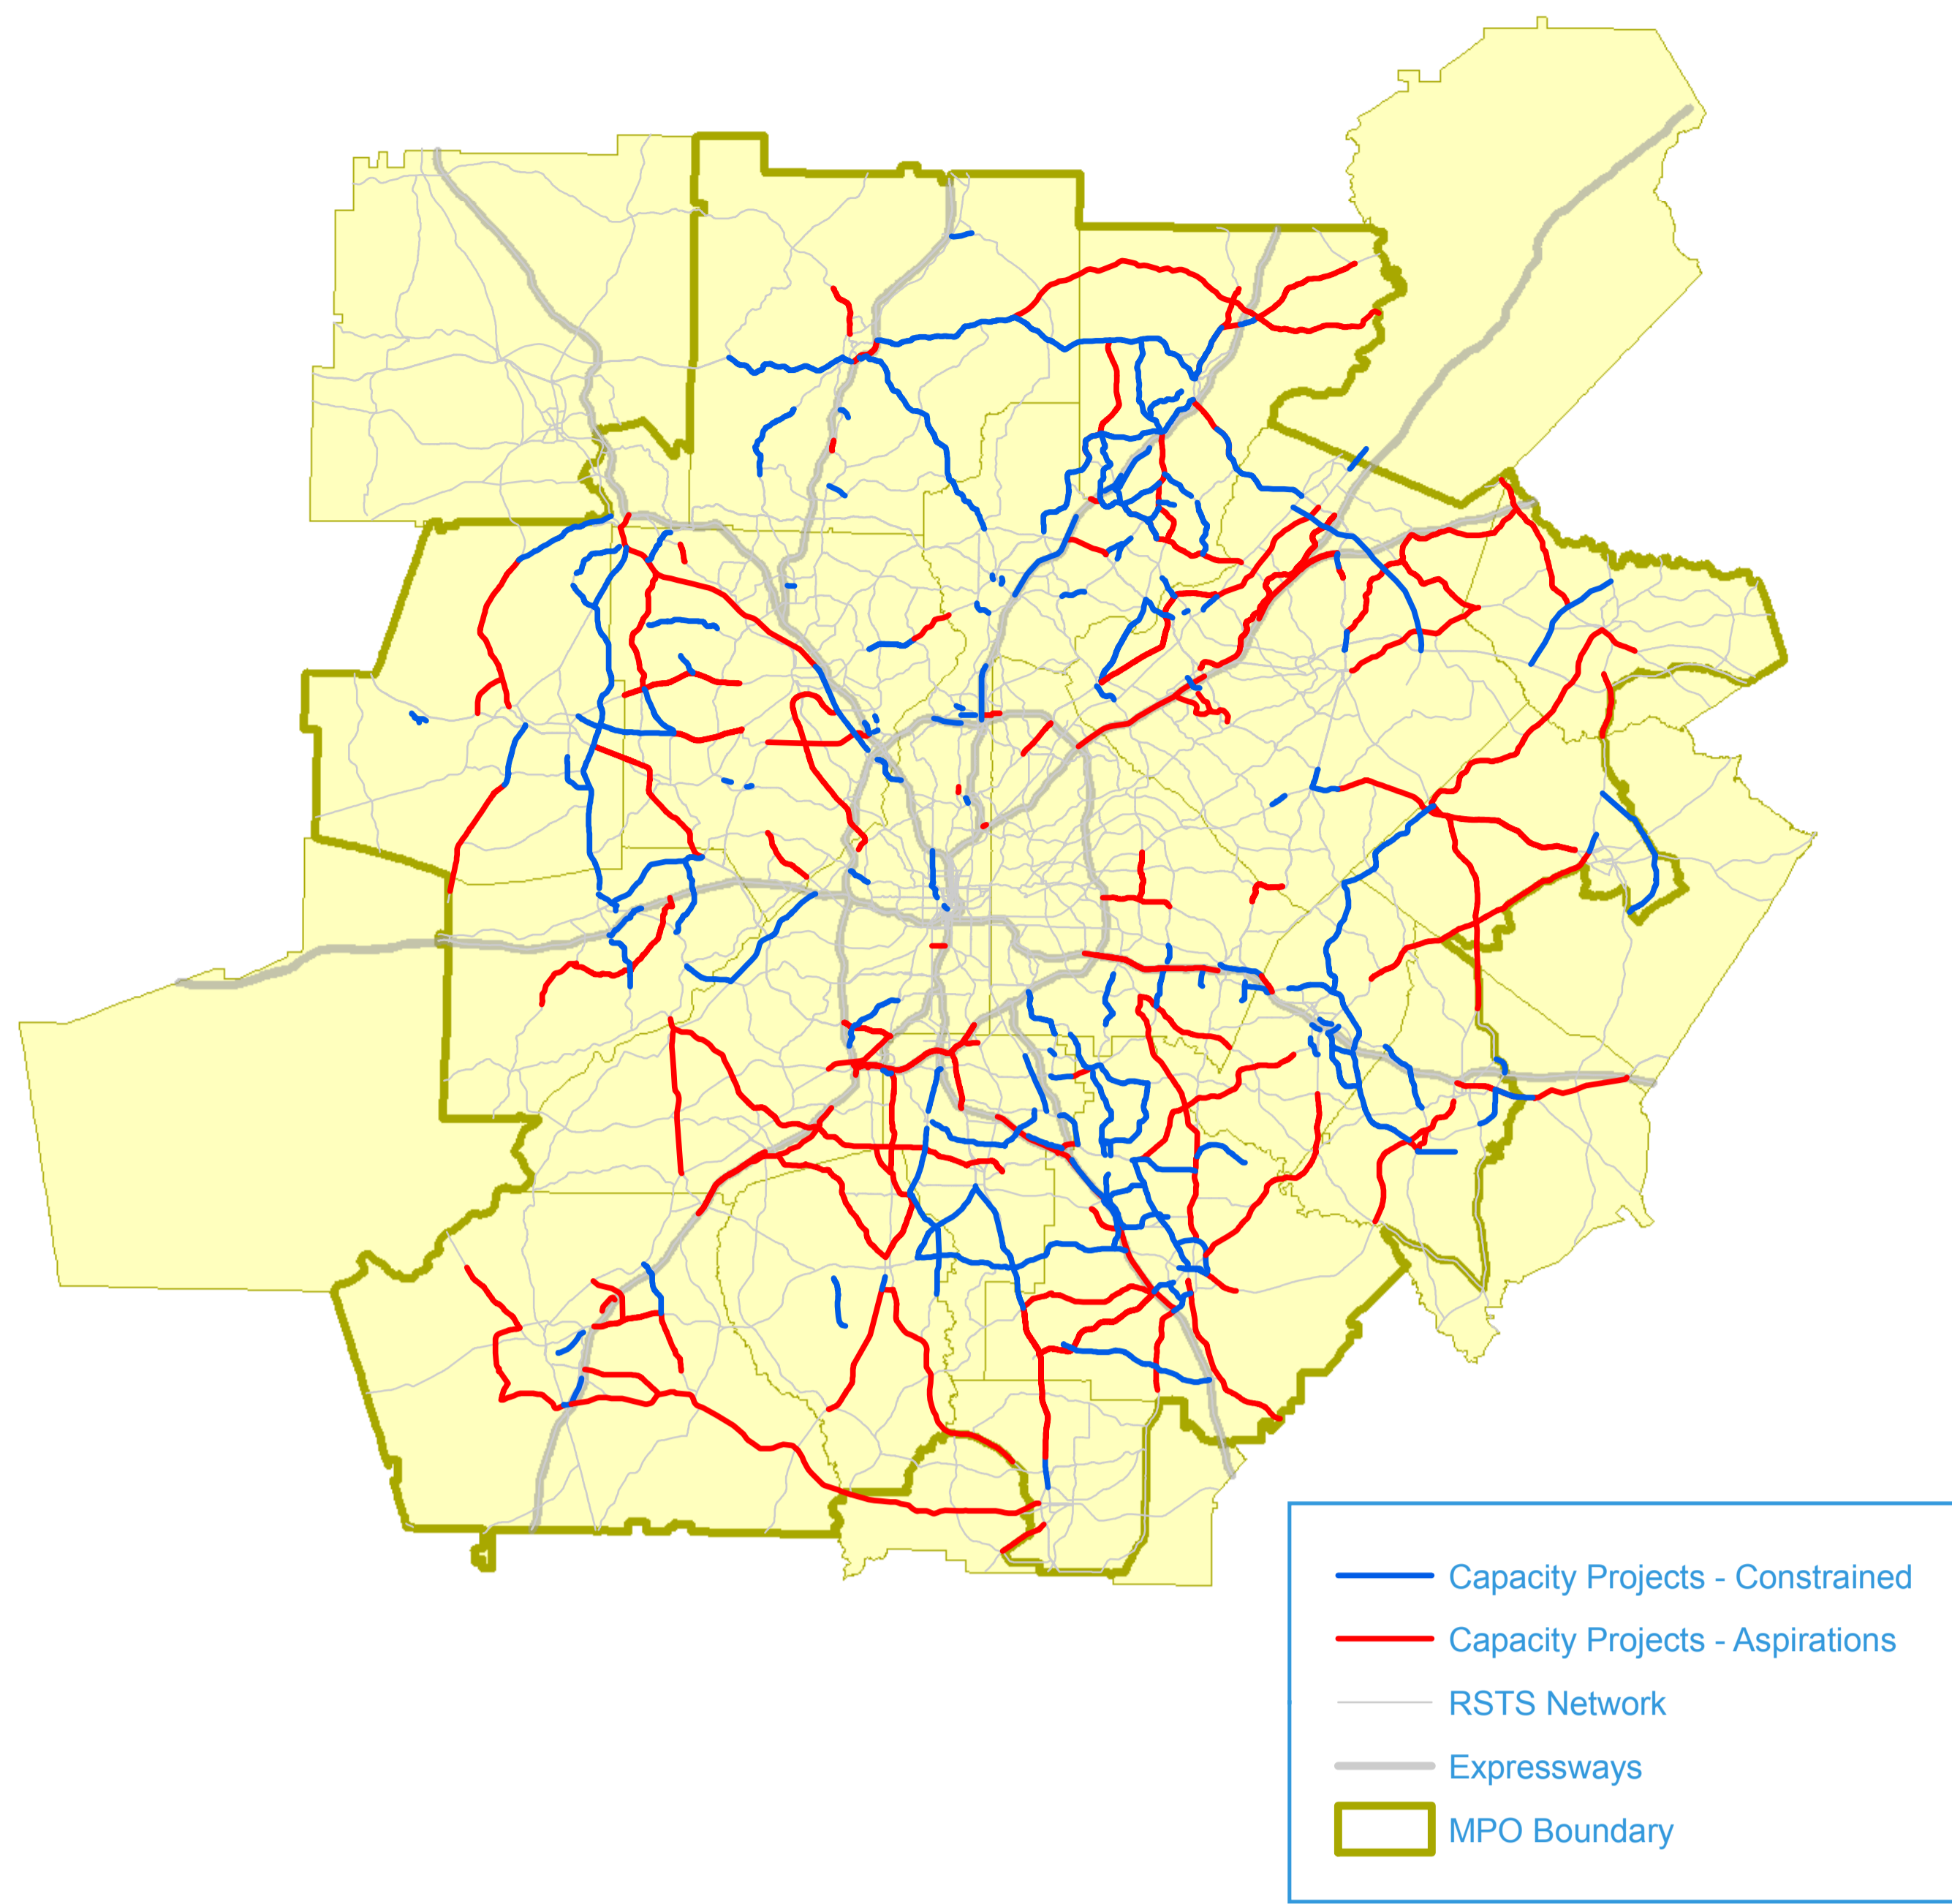 Capacity Projects - Constrained
Capacity Projects - Aspirations
RSTS Network
Expressways
MPO Boundary